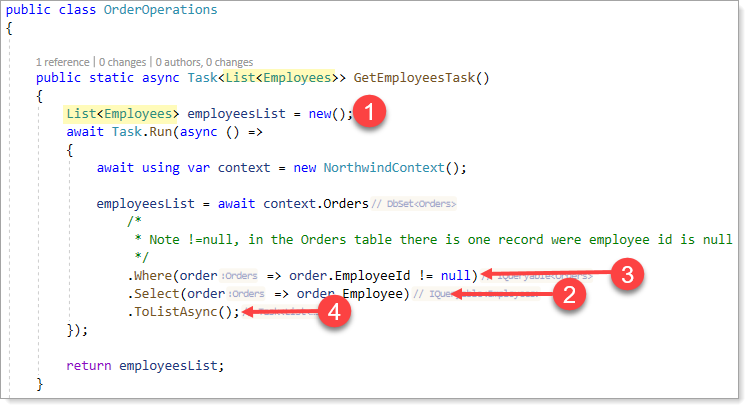 public class OrderOperations
{
1 reference | 0 changes | 0 authors, 0 changes
public static async Task<List<Employees>> GetEmployeesTask()
{
List<Employees> employeesList = new(); 1
await Task.Run(async () =>
{
await using var context = new NorthwindContext();
employeesList = await context.Orders // DbSet<Orders>
/*
* Note !=null, in the Orders table there is one record were employee id is null
*/
.Where(order :Orders => order.EmployeeId != null) // IQueryable<Orders> 3
.Select(order :Orders => order.Employee) // 2
.ToListAsync(); // 4
});
return employeesList;
}